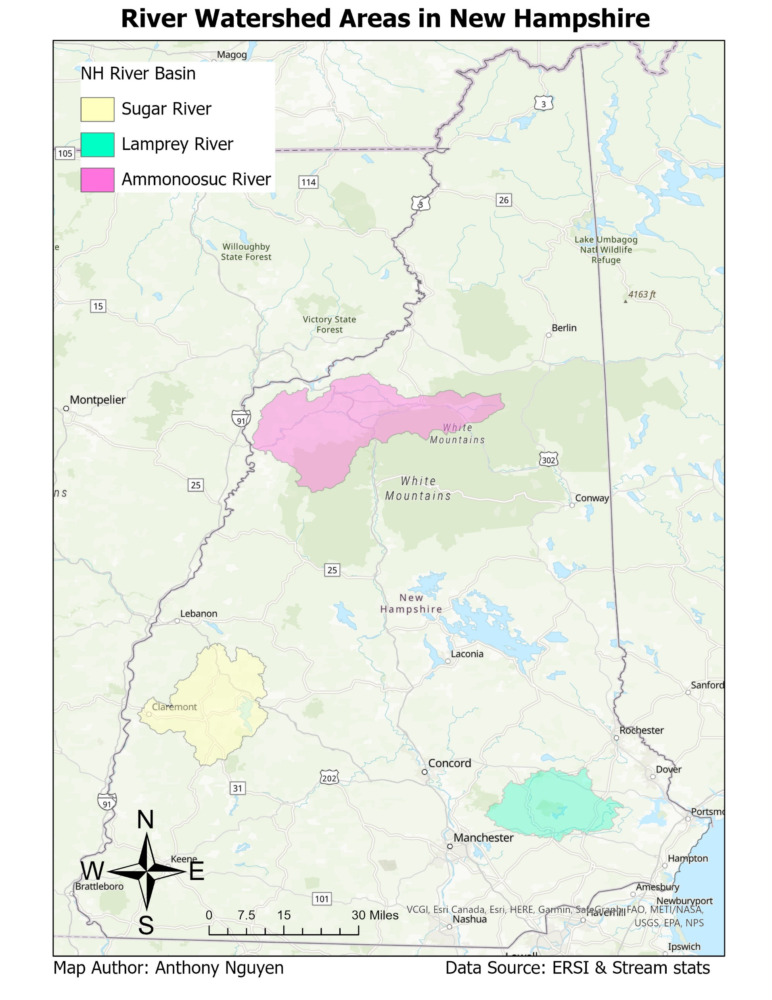 River Watershed Areas in New Hampshire
Magog
NH River Basin
Sugar River
Lamprey River
Ammonoosuc River
3
105
114
3
26
Lake Umbagog
Natl Wildlife
Refuge
Willoughby
State Forest
4163 ft
15
Victory State
Forest
Berlin
Montpelier
91
White
Mountains
302
White
Mountains
25
ns
Conway
25
New
Hampshire
Lebanon
Laconia
Sanford
Claremont
Rochester
Concord
Dover
202
31
91
Portsmo
N
Manchester
Keene
Hampton
W
E
Brattleboro
Amesbury
101
Newburyport
VCGI, Esri Canada, Esri, HERE, Garmin, SafeGraph, FAO, METI/NASA,
USGS, EPA, NPS
0 7.5 15 30 Miles
Nashua
Haverhill
S
Ipswich
Map Author: Anthony Nguyen
Data Source: ERSI & Stream stats